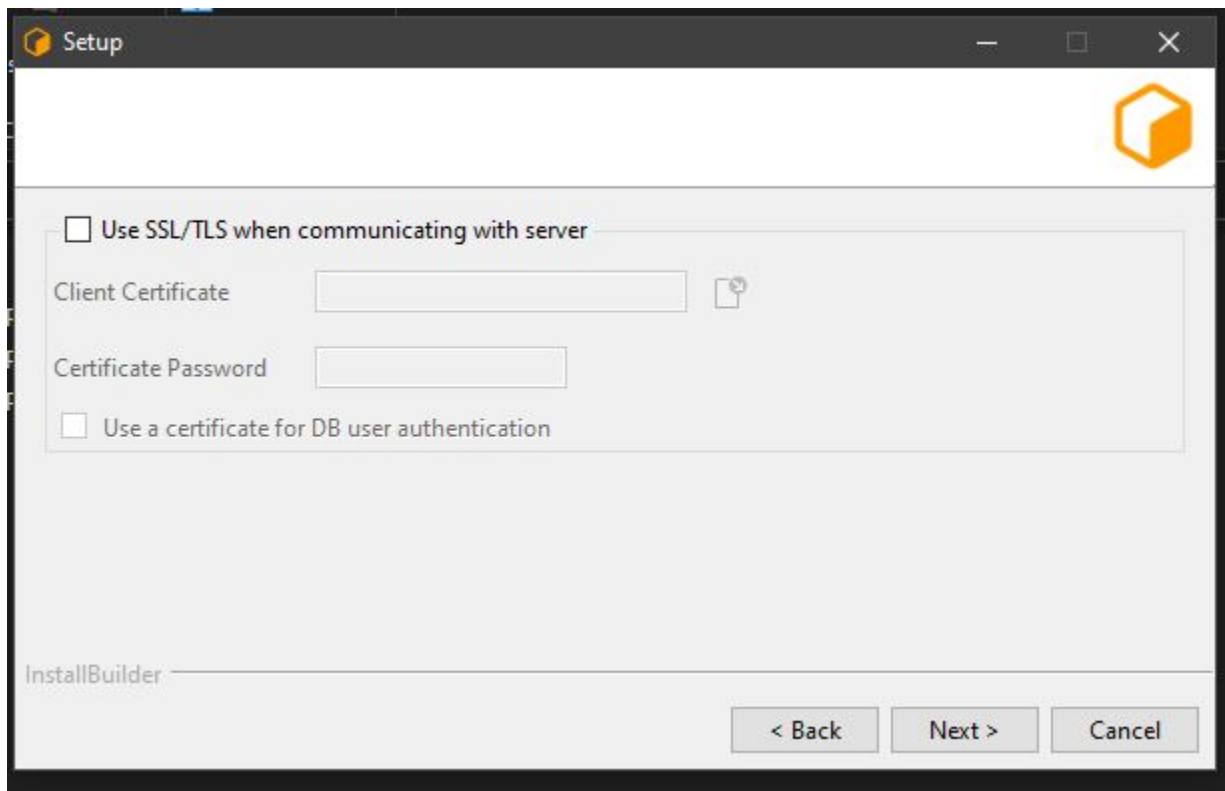 Setup
Use SSL/TLS when communicating with server
Client Certificate
Certificate Password
Use a certificate for DB user authentication
InstallBuilder
< Back Next > Cancel